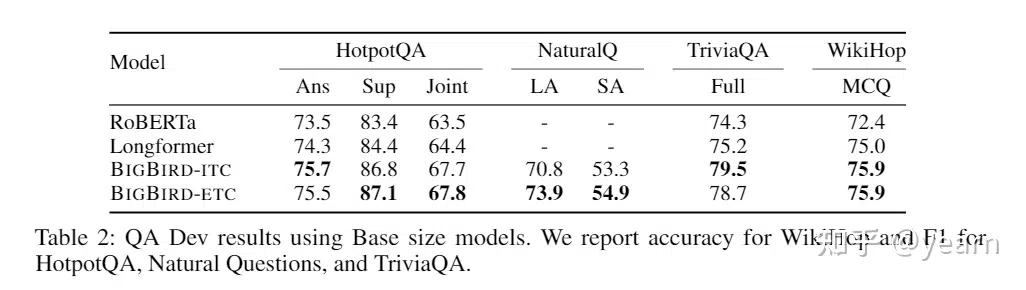 Model HotpotQA NaturalQ TriviaQA WikiHop
Ans Sup Joint LA SA Full MCQ
RoBERTa 73.5 83.4 63.5 - - 74.3 72.4
Longformer 74.3 84.4 64.4 - - 75.2 75.0
BIGBIRD-ITC 75.7 86.8 67.7 70.8 53.3 79.5 75.9
BIGBIRD-ETC 75.5 87.1 67.8 73.9 54.9 78.7 75.9
Table 2: QA Dev results using Base size models. We report accuracy for WikiHop and F1 for
HotpotQA, Natural Questions, and TriviaQA.
知乎 @yearn